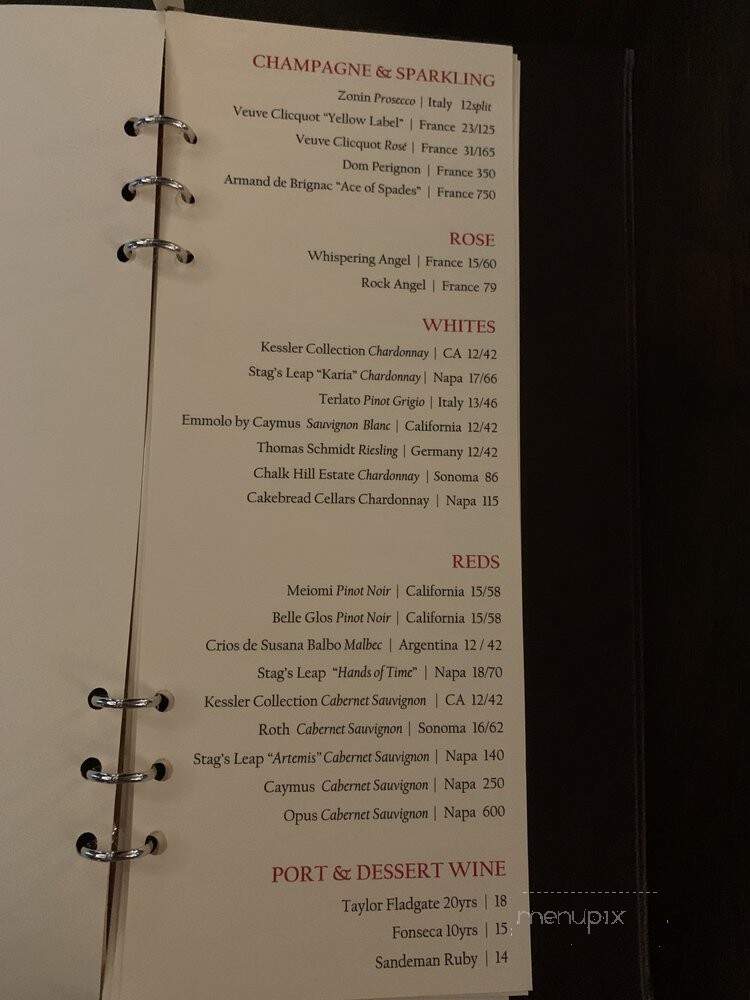 CHAMPAGNE & SPARKLING
Zonin Prosecco | Italy 12split
Veuve Clicquot "Yellow Label" | France 23/125
Veuve Clicquot Rosé | France 31/165
Dom Perignon | France 350
Armand de Brignac "Ace of Spades" | France 750
ROSE
Whispering Angel | France 15/60
Rock Angel | France 79
WHITES
Kessler Collection Chardonnay | CA 12/42
Stag's Leap "Karia" Chardonnay | Napa 17/66
Terlato Pinot Grigio | Italy 13/46
Emmolo by Caymus Sauvignon Blanc | California 12/42
Thomas Schmidt Riesling | Germany 12/42
Chalk Hill Estate Chardonnay | Sonoma 86
Cakebread Cellars Chardonnay | Napa 115
REDS
Meiomi Pinot Noir | California 15/58
Belle Glos Pinot Noir | California 15/58
Crios de Susana Balbo Malbec | Argentina 12 / 42
Stag's Leap "Hands of Time" | Napa 18/70
Kessler Collection Cabernet Sauvignon | CA 12/42
Roth Cabernet Sauvignon | Sonoma 16/62
Stag's Leap "Artemis" Cabernet Sauvignon | Napa 140
Caymus Cabernet Sauvignon | Napa 250
Opus Cabernet Sauvignon | Napa 600
PORT & DESSERT WINE
Taylor Fladgate 20yrs | 18
Fonseca 10yrs | 15
Sandeman Ruby | 14
menupix